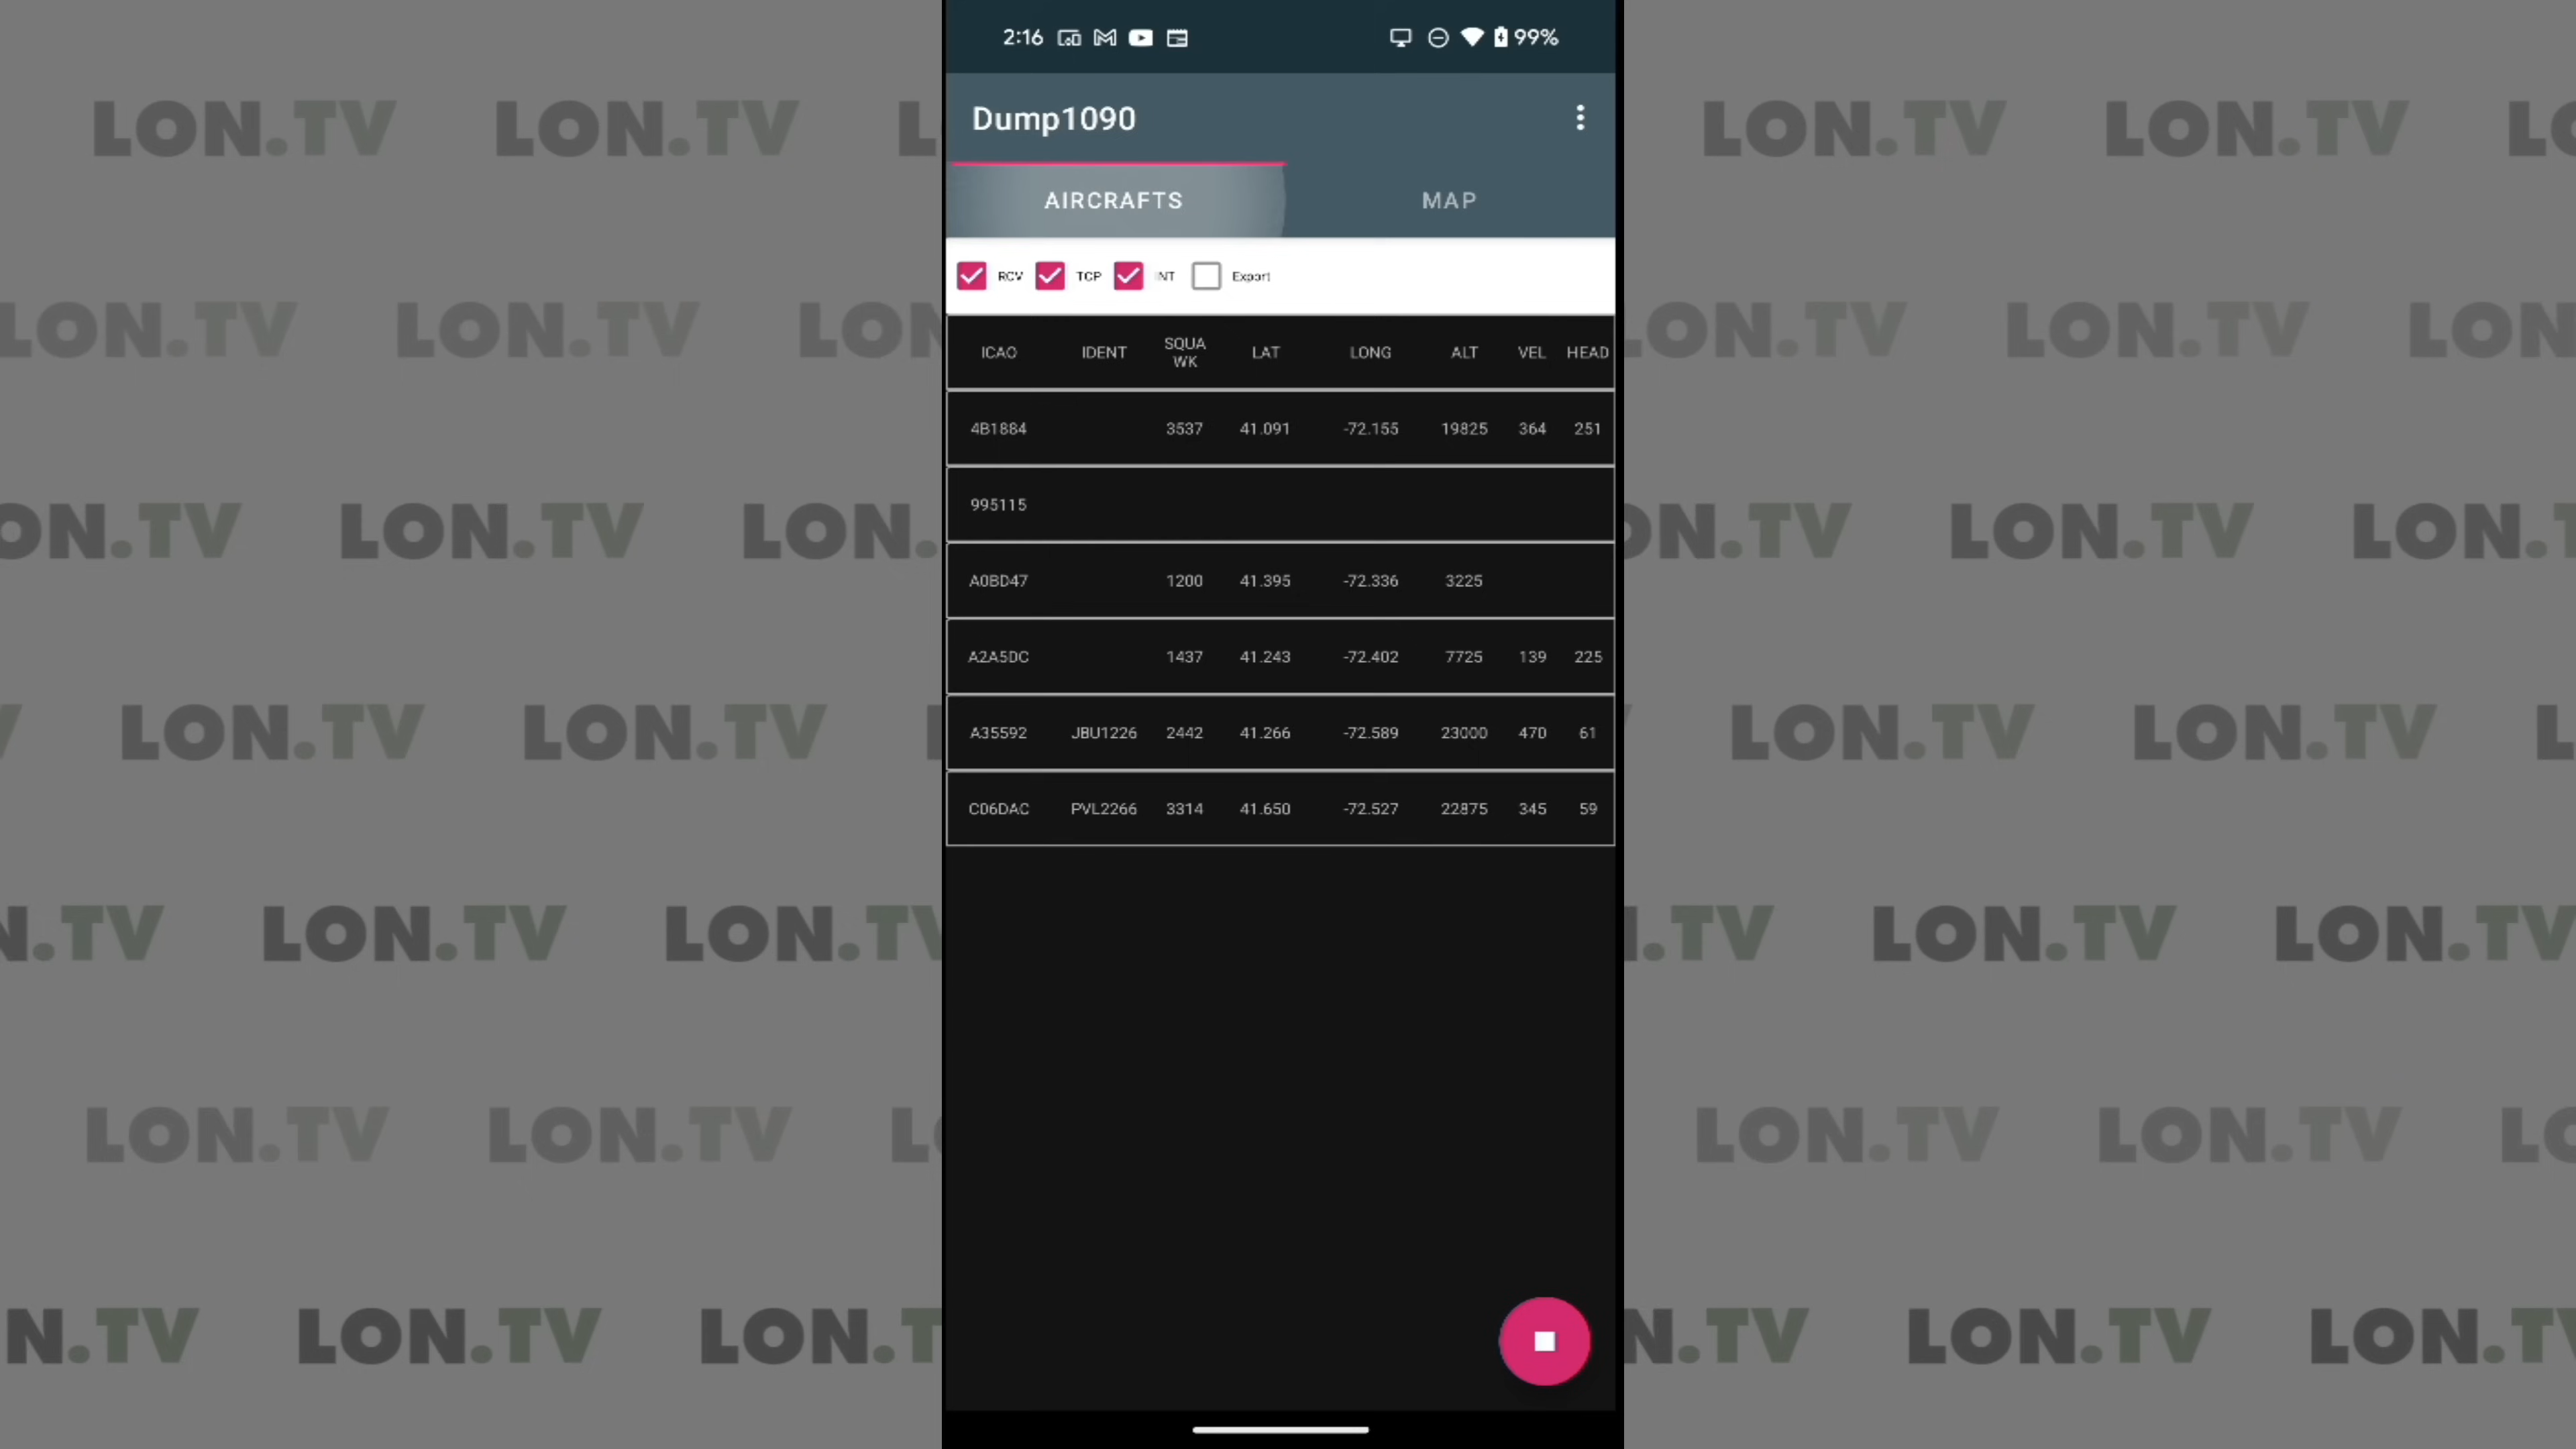 2:16 99%
Dump1090
AIRCRAFTS MAP
RCV TCP INT Export
ICAO IDENT SQUA WK LAT LONG ALT VEL HEAD
4B1884 3537 41.091 -72.155 19825 364 251
995115
A0BD47 1200 41.395 -72.336 3225
A2A5DC 1437 41.243 -72.402 7725 139 225
A35592 JBU1226 2442 41.266 -72.589 23000 470 61
C06DAC PVL2266 3314 41.650 -72.527 22875 345 59
LON.TV